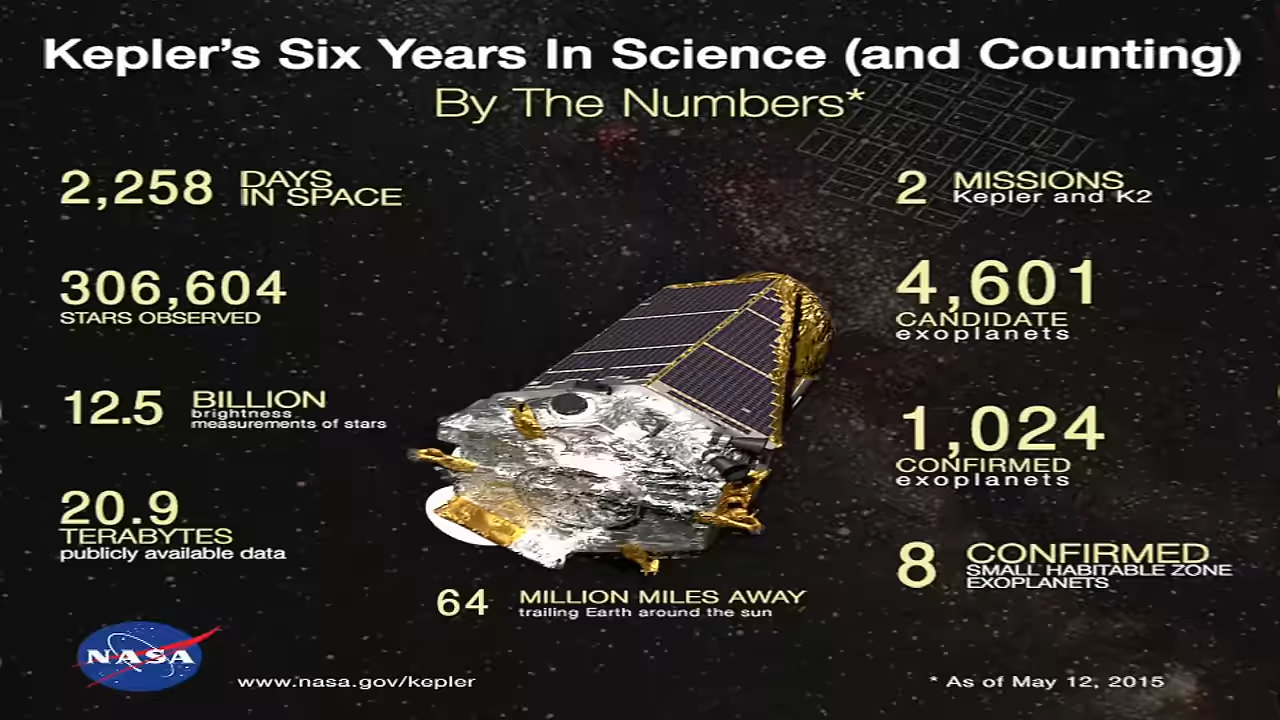 Kepler's Six Years In Science (and Counting)
By The Numbers*
2,258 DAYS
IN SPACE
306,604
STARS OBSERVED
12.5 BILLION
brightness
measurements of stars
20.9
TERABYTES
publicly available data
64 MILLION MILES AWAY
trailing Earth around the sun
2 MISSIONS
Kepler and K2
4,601
CANDIDATE
exoplanets
1,024
CONFIRMED
exoplanets
8 CONFIRMED
SMALL HABITABLE ZONE
EXOPLANETS
NASA
www.nasa.gov/kepler
* As of May 12, 2015